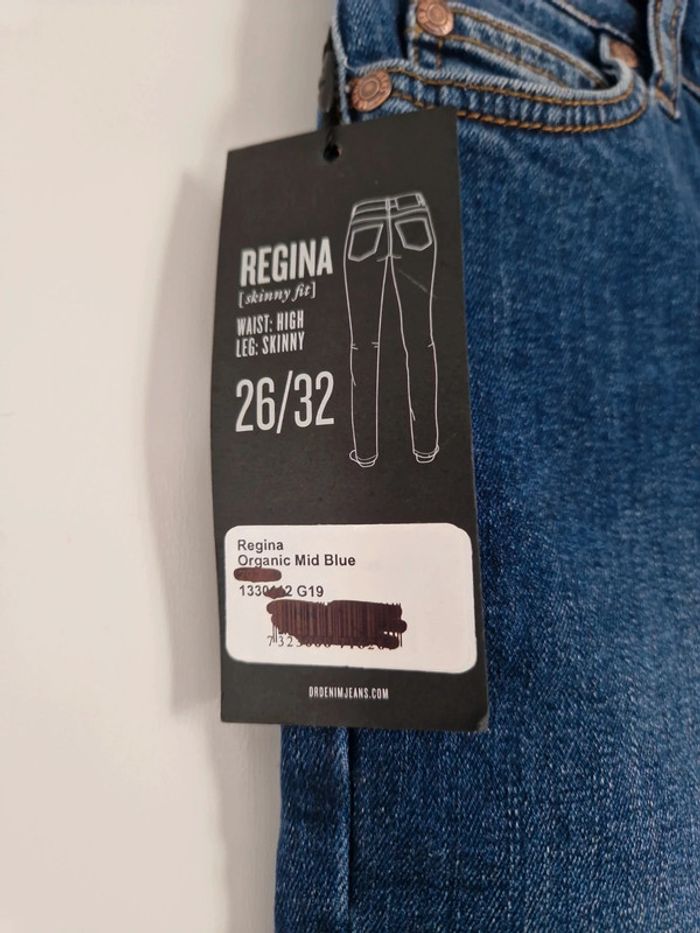 REGINA
[skinny fit]
WAIST: HIGH
LEG: SKINNY
26/32
Regina
Organic Mid Blue
G19
DRDENIMJEANS.COM